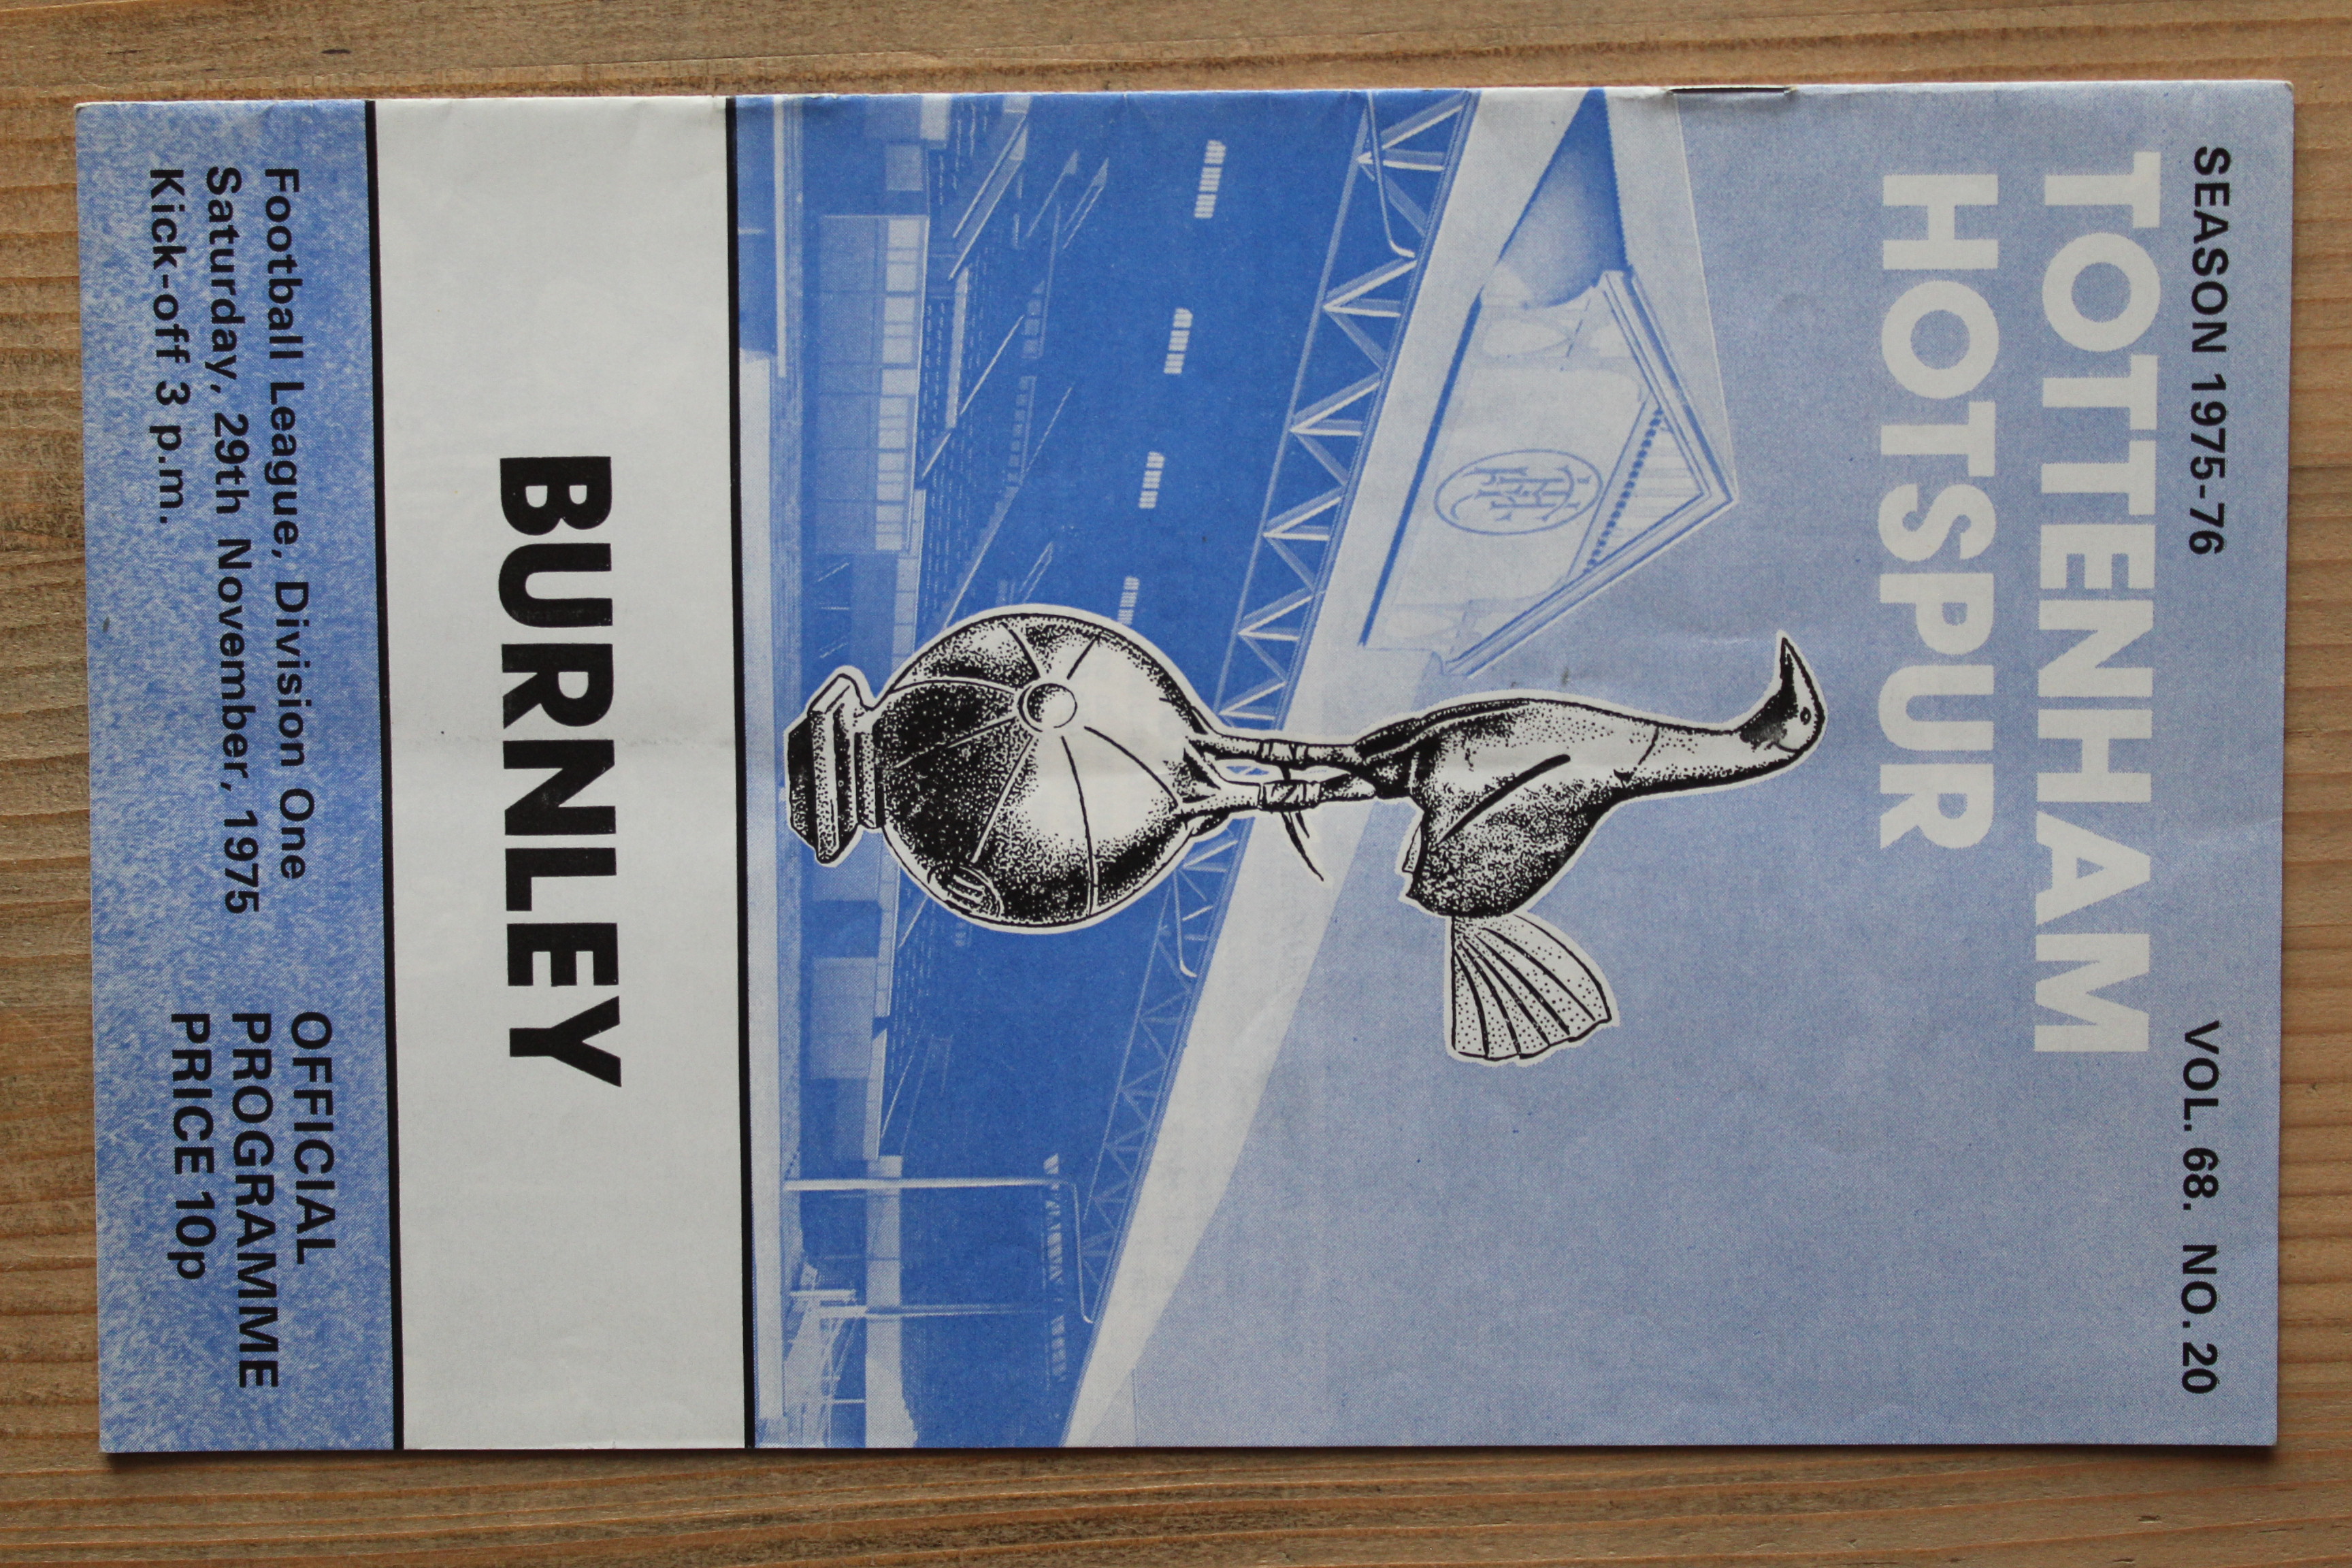 SEASON 1975-76 VOL. 68. NO. 20
TOTTENHAM
HOTSPUR
BURNLEY
Football League, Division One
Saturday, 29th November, 1975
Kick-off 3 p.m.
OFFICIAL
PROGRAMME
PRICE 10p